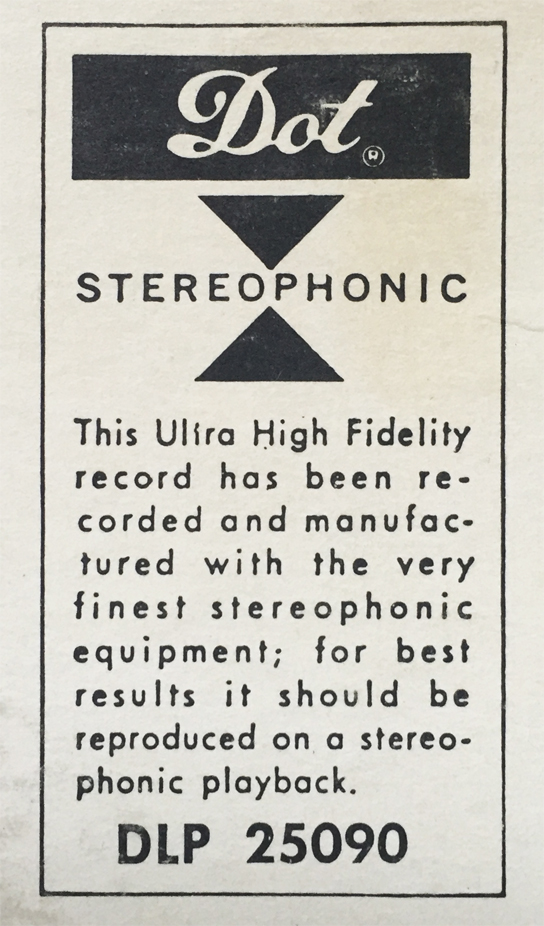 Dot®
STEREOPHONIC
This Ultra High Fidelity
record has been re-
corded and manufac-
tured with the very
finest stereophonic
equipment; for best
results it should be
reproduced on a stereo-
phonic playback.
DLP 25090